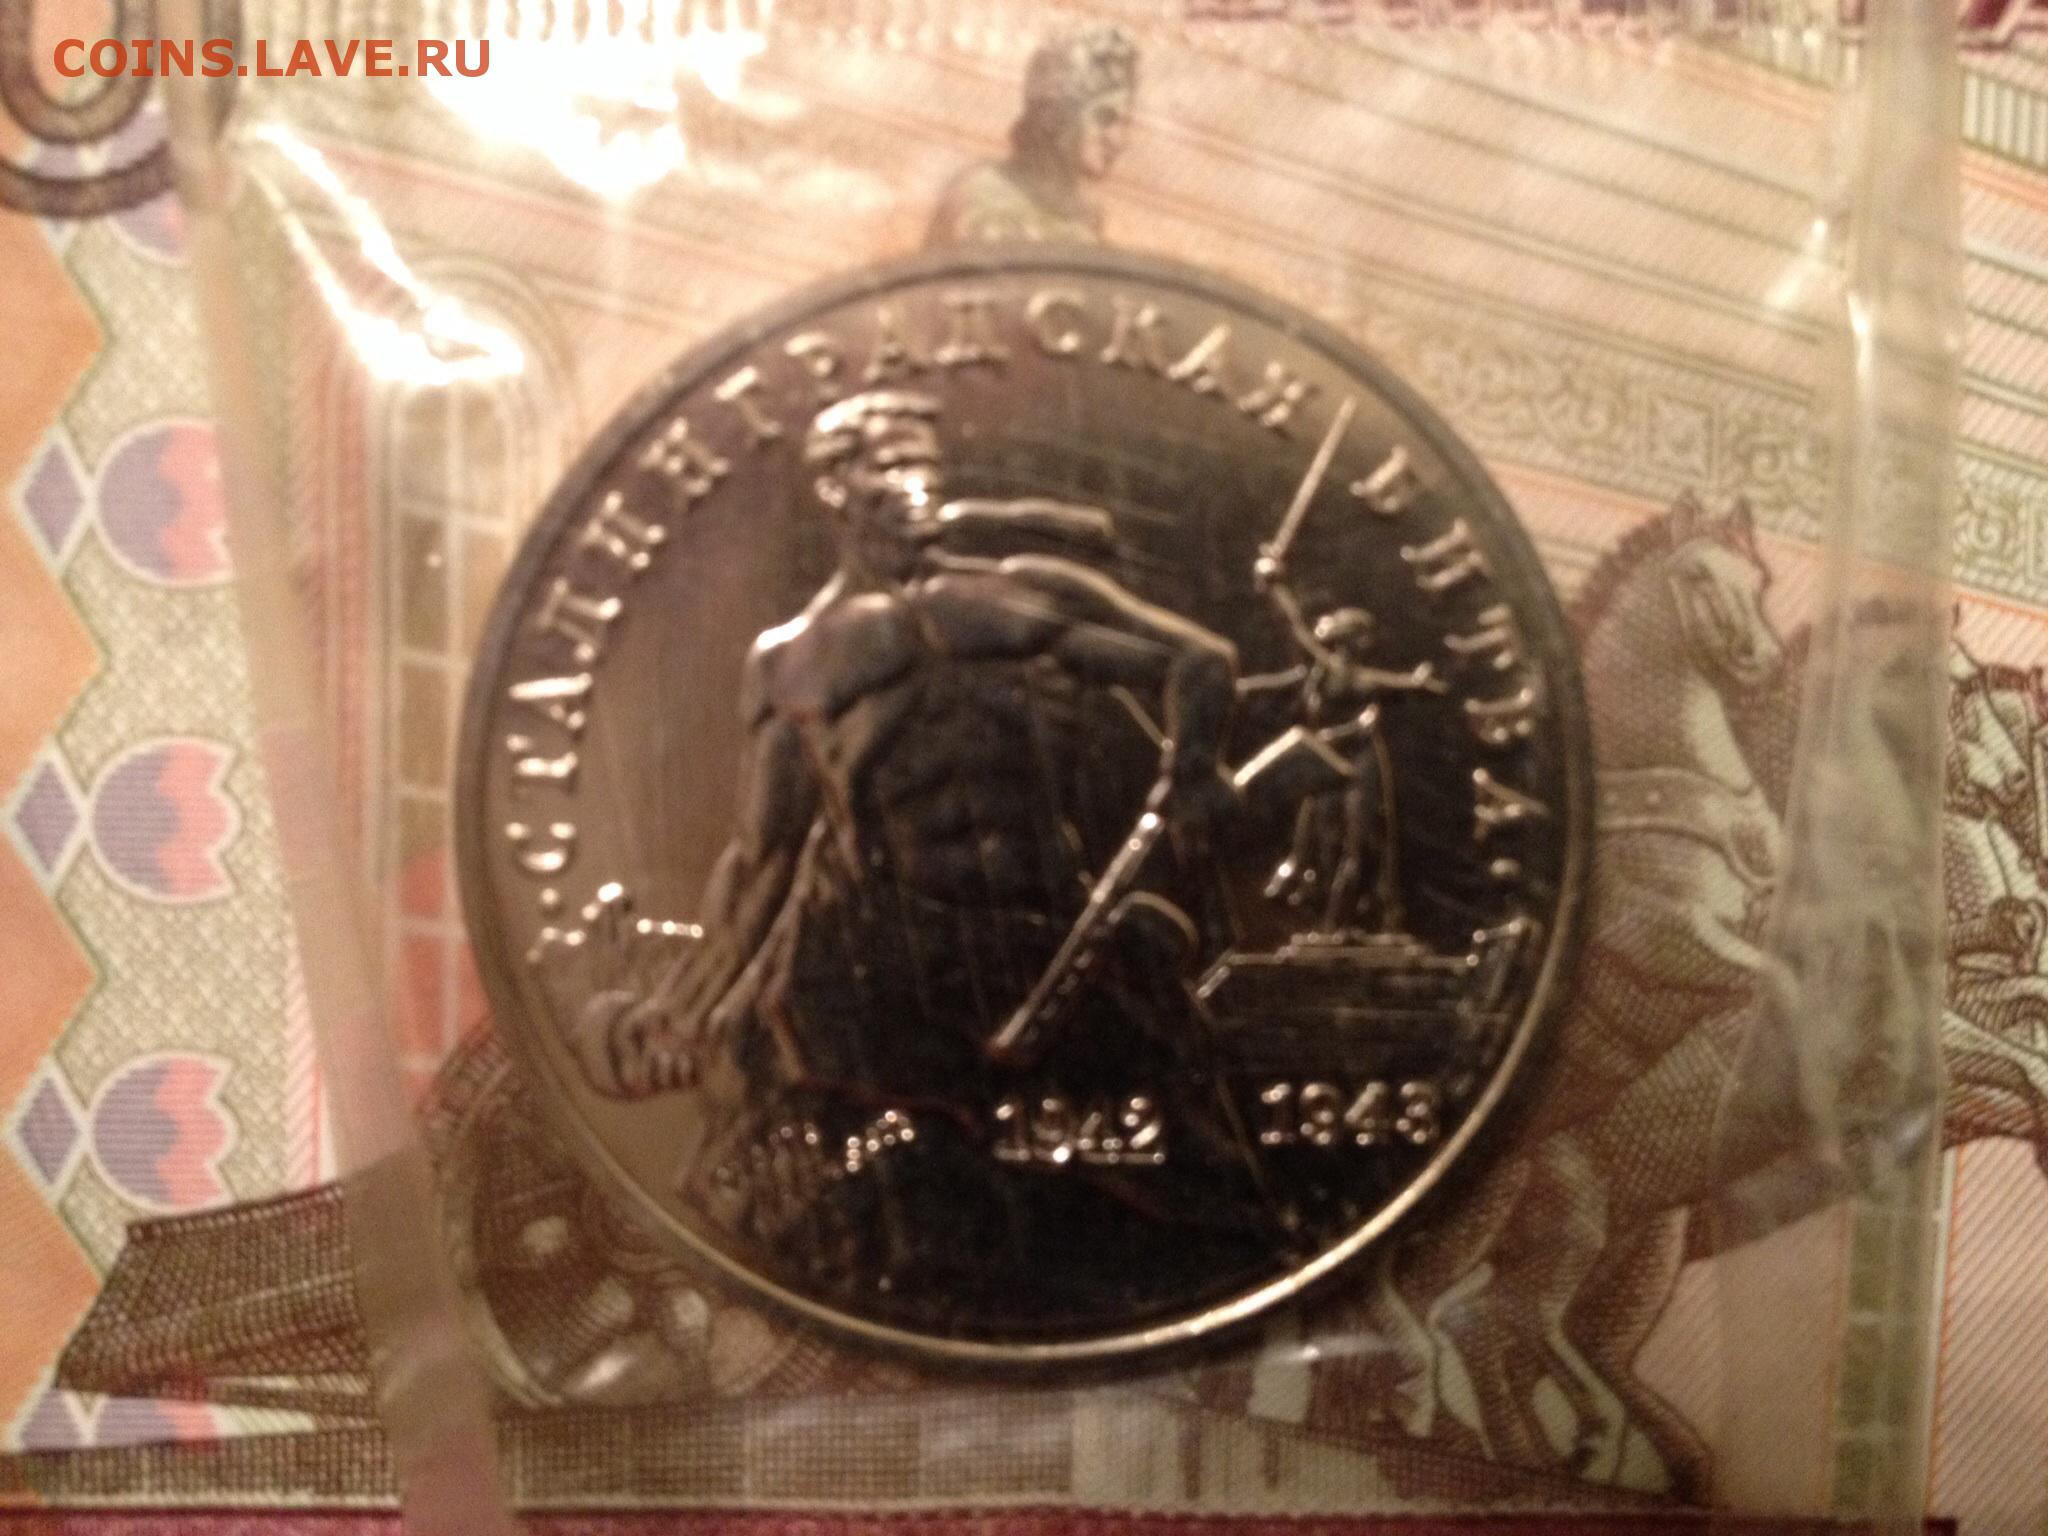 COINS.LAVE.RU
СТАЛИНГРАДСКАЯ БИТВА
1942 1943